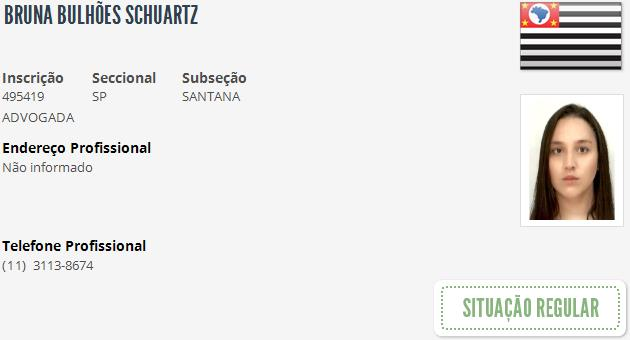 BRUNA BULHÕES SCHUARTZ
Inscrição Seccional Subseção
495419 SP SANTANA
ADVOGADA
Endereço Profissional
Não informado
Telefone Profissional
(11) 3113-8674
SITUAÇÃO REGULAR